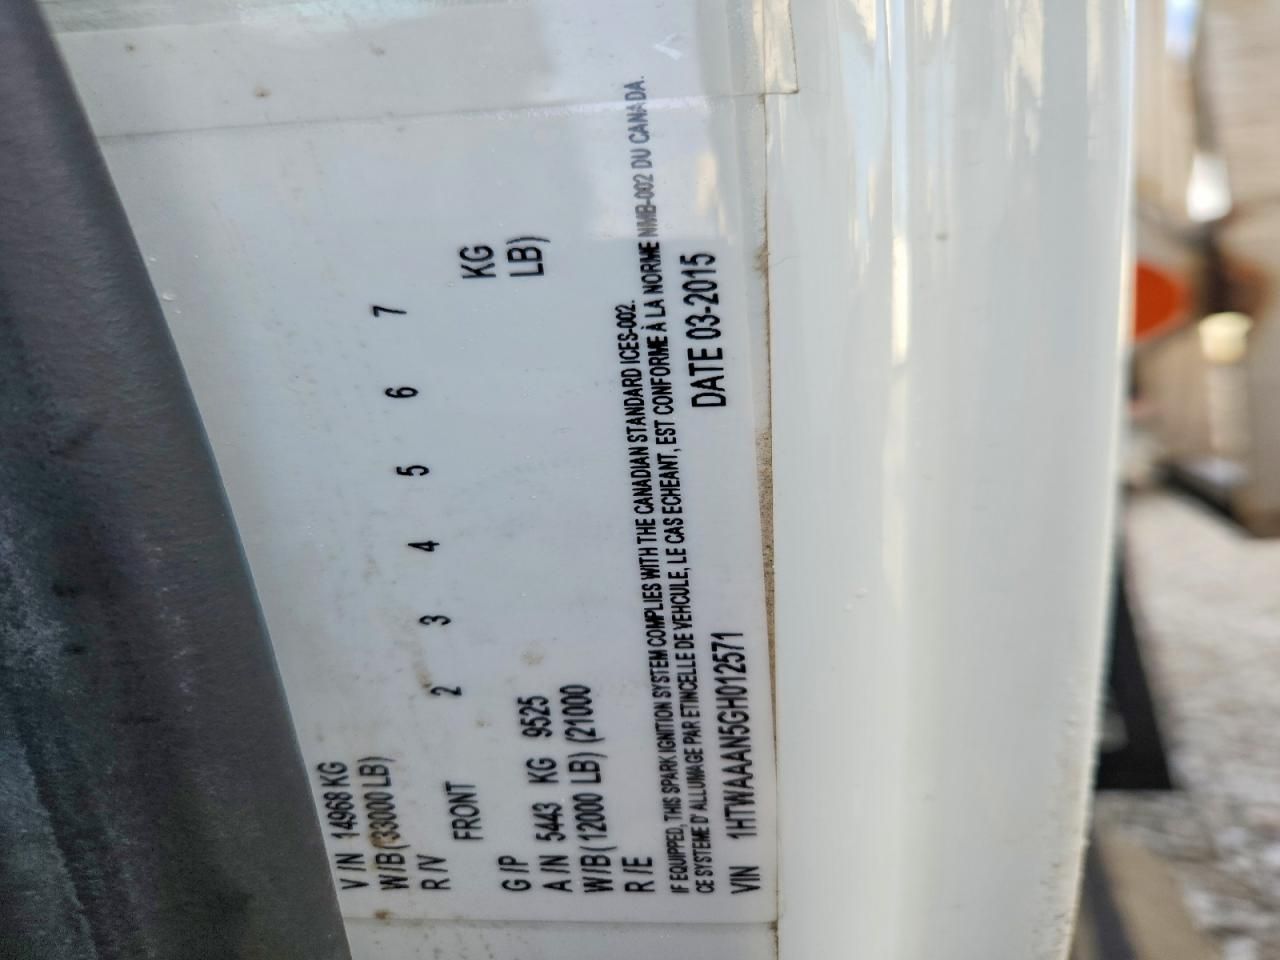 V/N 14968 KG
W/B (33000 LB)
R/V
FRONT 2 3 4 5 6 7
G/P
A/N 5443 KG 9525 KG
W/B (12000 LB) (21000 LB)
R/E
IF EQUIPPED, THIS SPARK IGNITION SYSTEM COMPLIES WITH THE CANADIAN STANDARD ICES-002.
CE SYSTEME D' ALLUMAGE PAR ETINCELLE DE VEHCULE, LE CAS ECHEANT, EST CONFORME À LA NORME NMB-002 DU CANADA.
DATE 03-2015
VIN 1HTWAAAN5GH012571